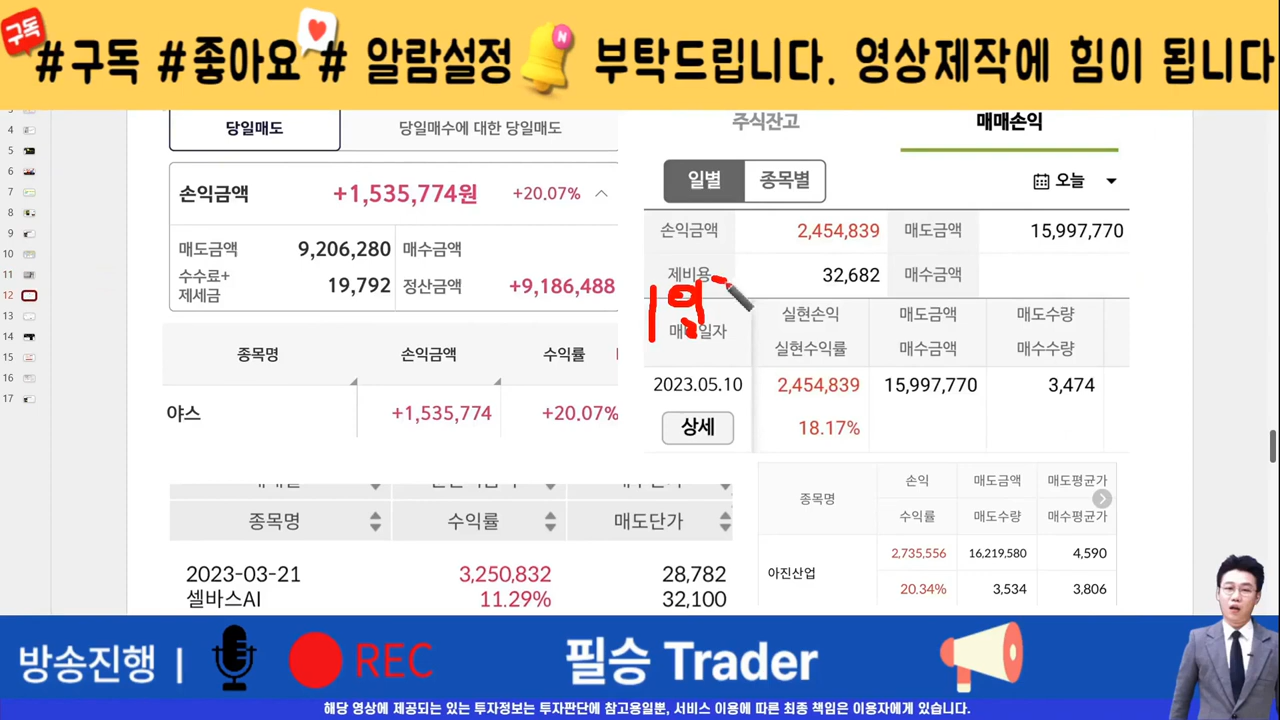 구독
#구독 #좋아요 # 알람설정 N 부탁드립니다. 영상제작에 힘이 됩니다
4
5
6
7
8
9
10
11
12
13
14
15
16
17
당일매도
당일매수에 대한 당일매도
손익금액 +1,535,774원 +20.07%
매도금액 9,206,280 매수금액
수수료+
제세금 19,792 정산금액 +9,186,488
종목명 손익금액 수익률
야스 +1,535,774 +20.07%
주식잔고 매매손익
일별 종목별 오늘
손익금액 2,454,839 매도금액 15,997,770
제비용 32,682 매수금액
실현손익 매도금액 매도수량
실현수익률 매수금액 매수수량
2023.05.10 2,454,839 15,997,770 3,474
상세 18.17%
종목명 수익률 매도단가
2023-03-21 3,250,832 28,782
셀바스AI 11.29% 32,100
종목명
손익 매도금액 매도평균가
수익률 매도수량 매수평균가
아진산업
2,735,556 16,219,580 4,590
20.34% 3,534 3,806
방송진행 | REC 필승 Trader
해당 영상에 제공되는 있는 투자정보는 투자판단에 참고용일뿐, 서비스 이용에 따른 최종 책임은 이용자에게 있습니다.